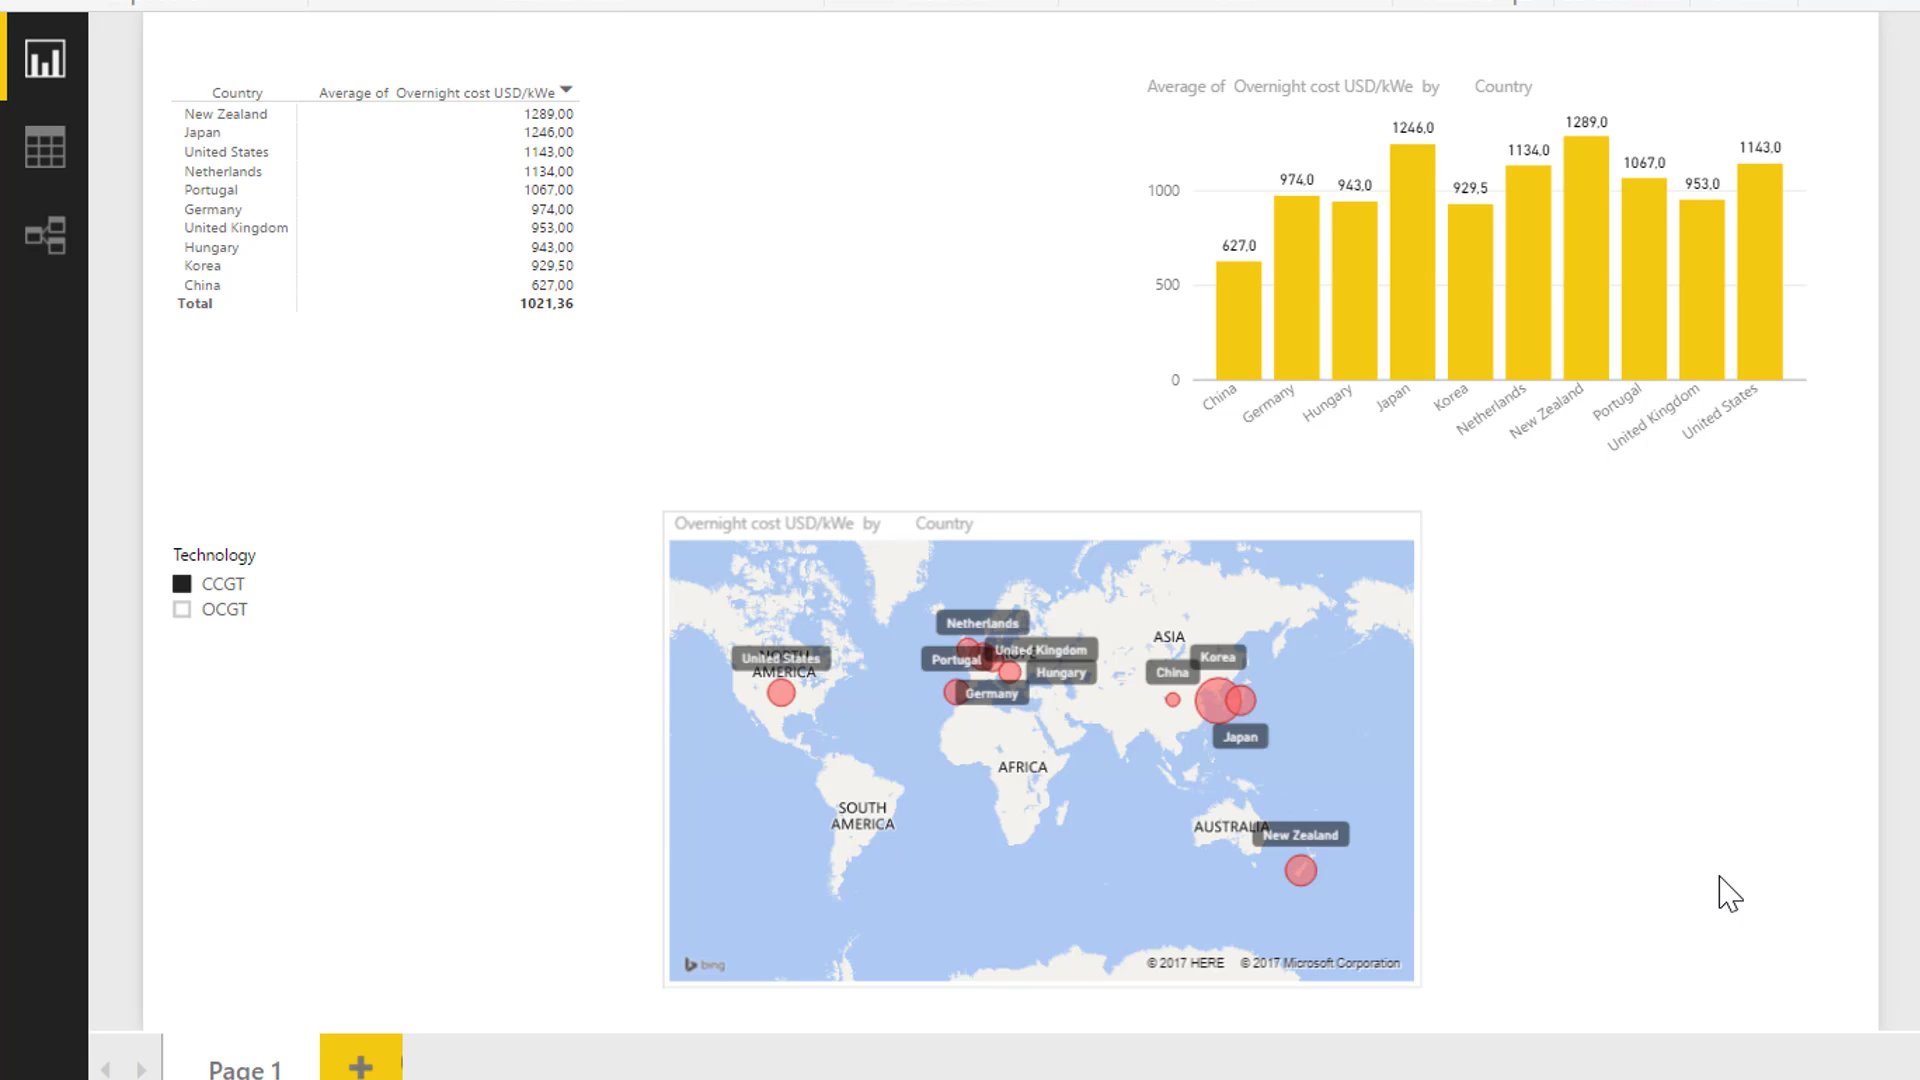 Country Average of Overnight cost USD/kWe
New Zealand 1289,00
Japan 1246,00
United States 1143,00
Netherlands 1134,00
Portugal 1067,00
Germany 974,00
United Kingdom 953,00
Hungary 943,00
Korea 929,50
China 627,00
Total 1021,36
Average of Overnight cost USD/kWe by Country
1000
500
0
627,0
974,0
943,0
1246,0
929,5
1134,0
1289,0
1067,0
953,0
1143,0
China
Germany
Hungary
Japan
Korea
Netherlands
New Zealand
Portugal
United Kingdom
United States
Technology
CCGT
OCGT
Overnight cost USD/kWe by Country
Netherlands
ASIA
United States
NORTH
AMERICA
Portugal
United Kingdom
Hungary
Germany
Korea
China
Japan
AFRICA
SOUTH
AMERICA
AUSTRALIA
New Zealand
bing
© 2017 HERE © 2017 Microsoft Corporation
Page 1